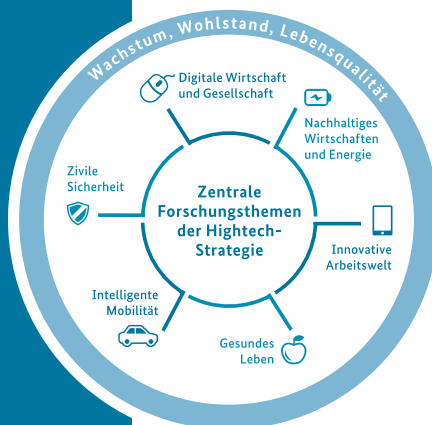 Wachstum, Wohlstand, Lebensqualität
Digitale Wirtschaft
und Gesellschaft
Nachhaltiges
Wirtschaften
und Energie
Zivile
Sicherheit
Zentrale
Forschungsthemen
der Hightech-
Strategie
Innovative
Arbeitswelt
Intelligente
Mobilität
Gesundes
Leben